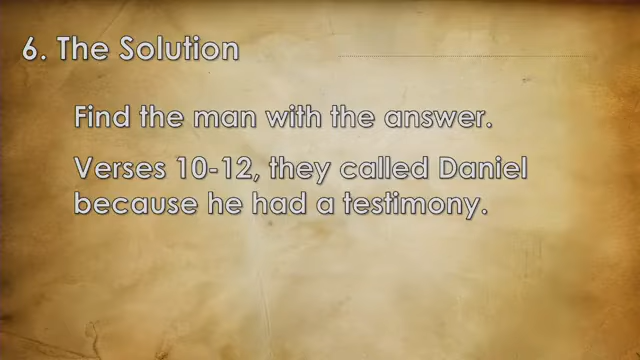 6. The Solution
Find the man with the answer.
Verses 10-12, they called Daniel
because he had a testimony.